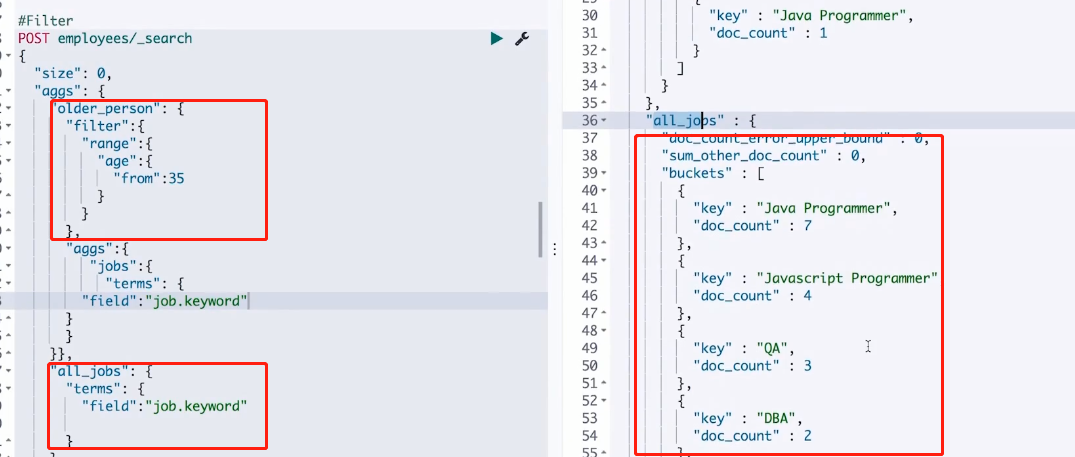 #Filter
POST employees/_search
{
"size": 0,
"aggs": {
"older_person": {
"filter":{
"range":{
"age":{
"from":35
}
}
},
"aggs":{
"jobs":{
"terms": {
"field":"job.keyword"
}
}
}},
"all_jobs": {
"terms": {
"field":"job.keyword"
}
30
"key" : "Java Programmer",
31
"doc_count" : 1
32
}
33
]
34
}
35
},
36
"all_jobs" : {
37
"doc_count_error_upper_bound" : 0,
38
"sum_other_doc_count" : 0,
39
"buckets" : [
40
{
41
"key" : "Java Programmer",
42
"doc_count" : 7
43
},
44
{
45
"key" : "Javascript Programmer"
46
"doc_count" : 4
47
},
48
{
49
"key" : "QA",
50
"doc_count" : 3
51
},
52
{
53
"key" : "DBA",
54
"doc_count" : 2
55